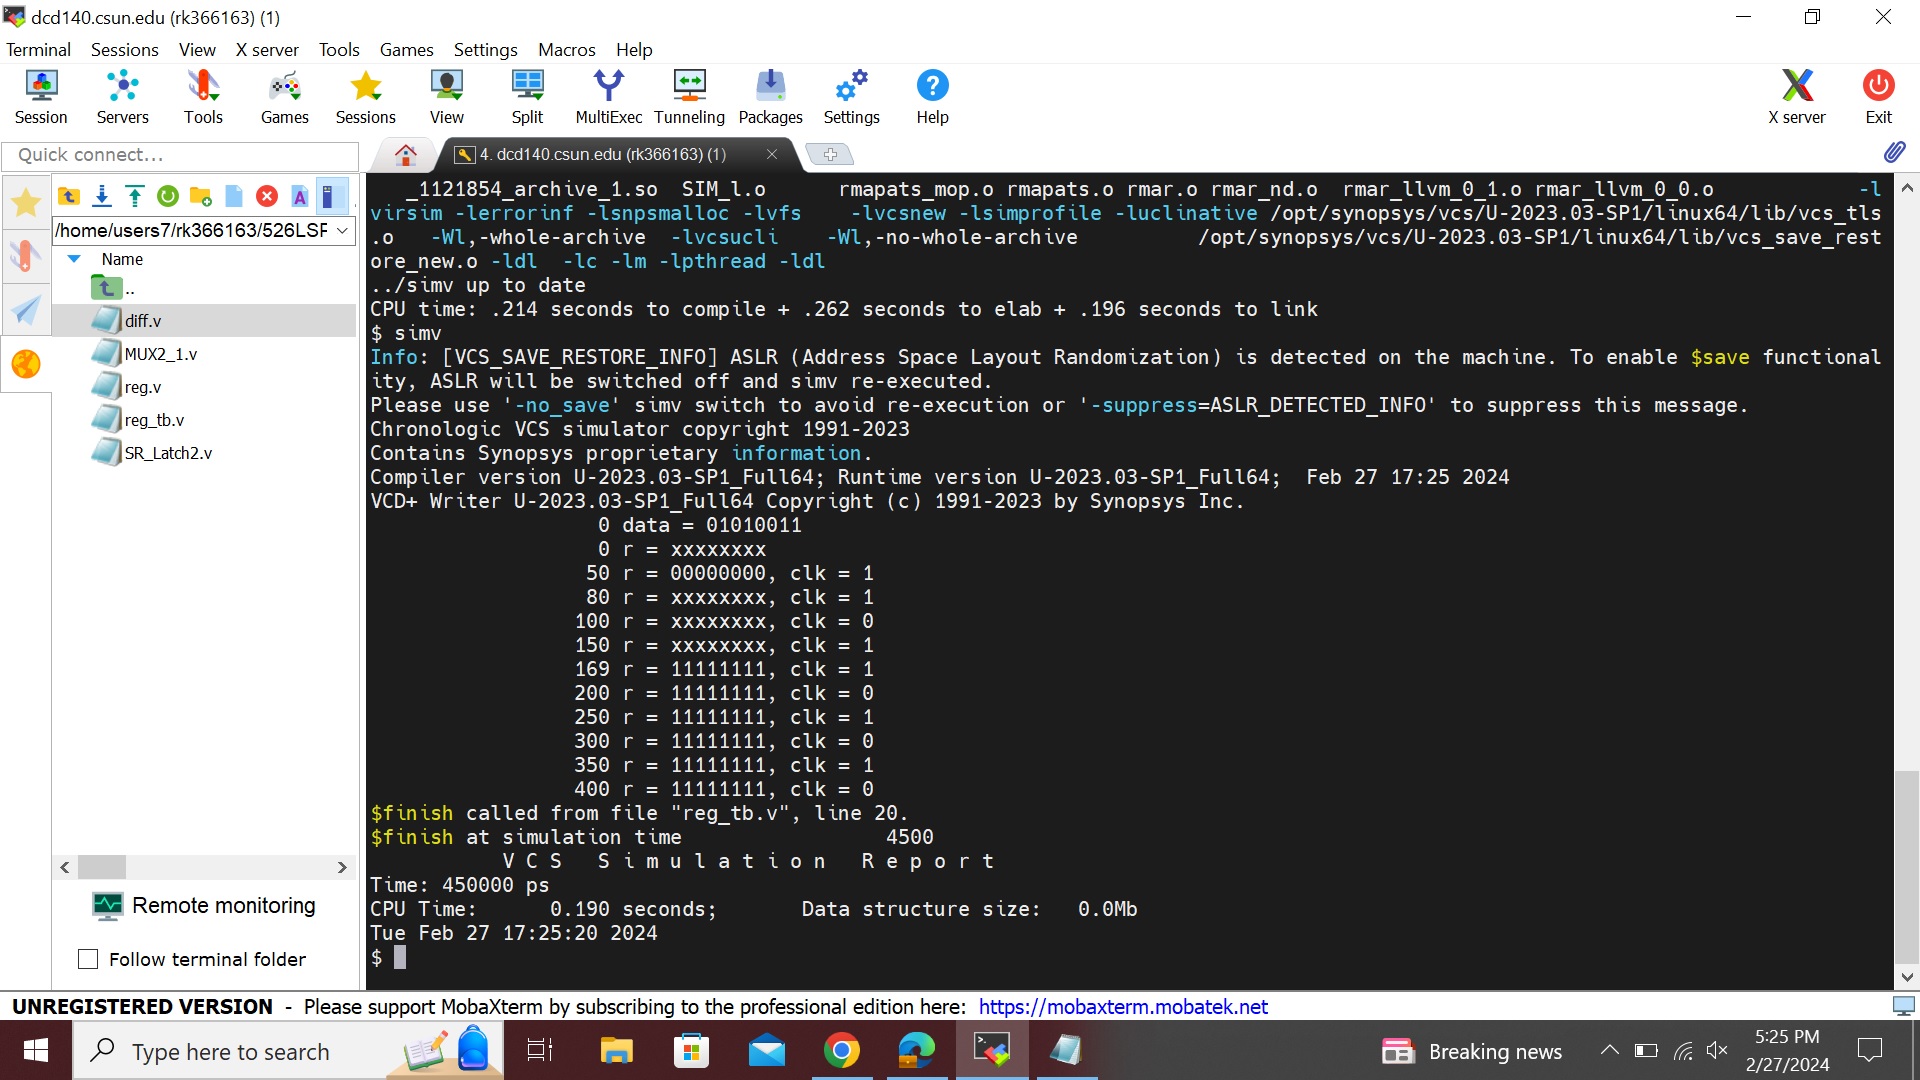 dcd140.csun.edu (rk366163) (1)
Terminal Sessions View X server Tools Games Settings Macros Help
Session Servers Tools Games Sessions View Split MultiExec Tunneling Packages Settings Help X server Exit
Quick connect...
4. dcd140.csun.edu (rk366163) (1)
/home/users7/rk366163/526LSF
Name
..
diff.v
MUX2_1.v
reg.v
reg_tb.v
SR_Latch2.v
Remote monitoring
Follow terminal folder
_1121854_archive_1.so SIM_l.o rmapats_mop.o rmapats.o rmar.o rmar_nd.o rmar_llvm_0_1.o rmar_llvm_0_0.o -l
virsim -lerrorinf -lsnpsmalloc -lvfs -lvcsnew -lsimprofile -luclinative /opt/synopsys/vcs/U-2023.03-SP1/linux64/lib/vcs_tls
.o -Wl,-whole-archive -lvcsucli -Wl,-no-whole-archive /opt/synopsys/vcs/U-2023.03-SP1/linux64/lib/vcs_save_rest
ore_new.o -ldl -lc -lm -lpthread -ldl
../simv up to date
CPU time: .214 seconds to compile + .262 seconds to elab + .196 seconds to link
$ simv
Info: [VCS_SAVE_RESTORE_INFO] ASLR (Address Space Layout Randomization) is detected on the machine. To enable $save functional
ity, ASLR will be switched off and simv re-executed.
Please use '-no_save' simv switch to avoid re-execution or '-suppress=ASLR_DETECTED_INFO' to suppress this message.
Chronologic VCS simulator copyright 1991-2023
Contains Synopsys proprietary information.
Compiler version U-2023.03-SP1_Full64; Runtime version U-2023.03-SP1_Full64; Feb 27 17:25 2024
VCD+ Writer U-2023.03-SP1_Full64 Copyright (c) 1991-2023 by Synopsys Inc.
0 data = 01010011
0 r = xxxxxxxx
50 r = 00000000, clk = 1
80 r = xxxxxxxx, clk = 1
100 r = xxxxxxxx, clk = 0
150 r = xxxxxxxx, clk = 1
169 r = 11111111, clk = 1
200 r = 11111111, clk = 0
250 r = 11111111, clk = 1
300 r = 11111111, clk = 0
350 r = 11111111, clk = 1
400 r = 11111111, clk = 0
$finish called from file "reg_tb.v", line 20.
$finish at simulation time 4500
V C S S i m u l a t i o n R e p o r t
Time: 450000 ps
CPU Time: 0.190 seconds; Data structure size: 0.0Mb
Tue Feb 27 17:25:20 2024
$
UNREGISTERED VERSION - Please support MobaXterm by subscribing to the professional edition here: https://mobaxterm.mobatek.net
Type here to search
Breaking news
5:25 PM
2/27/2024